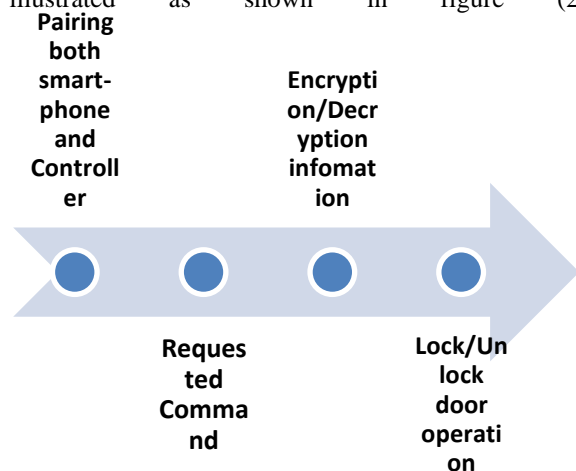 illustrated as shown in figure (2
Pairing
both
smart-
phone
and
Controll
er
Encrypti
on/Decr
yption
infomat
ion
Reques
ted
Comma
nd
Lock/Un
lock
door
operati
on